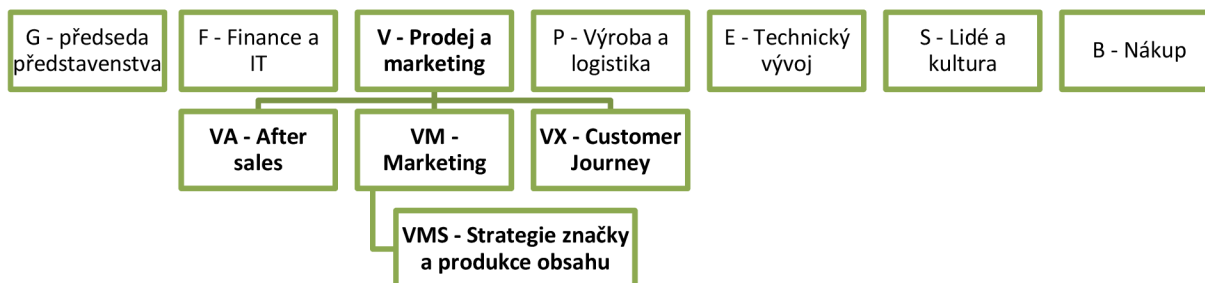 G - předseda
představenstva
F - Finance a
IT
V - Prodej a
marketing
P - Výroba a
logistika
E - Technický
vývoj
S - Lidé a
kultura
B - Nákup
VA - After
sales
VM -
Marketing
VX - Customer
Journey
VMS - Strategie značky
a produkce obsahu